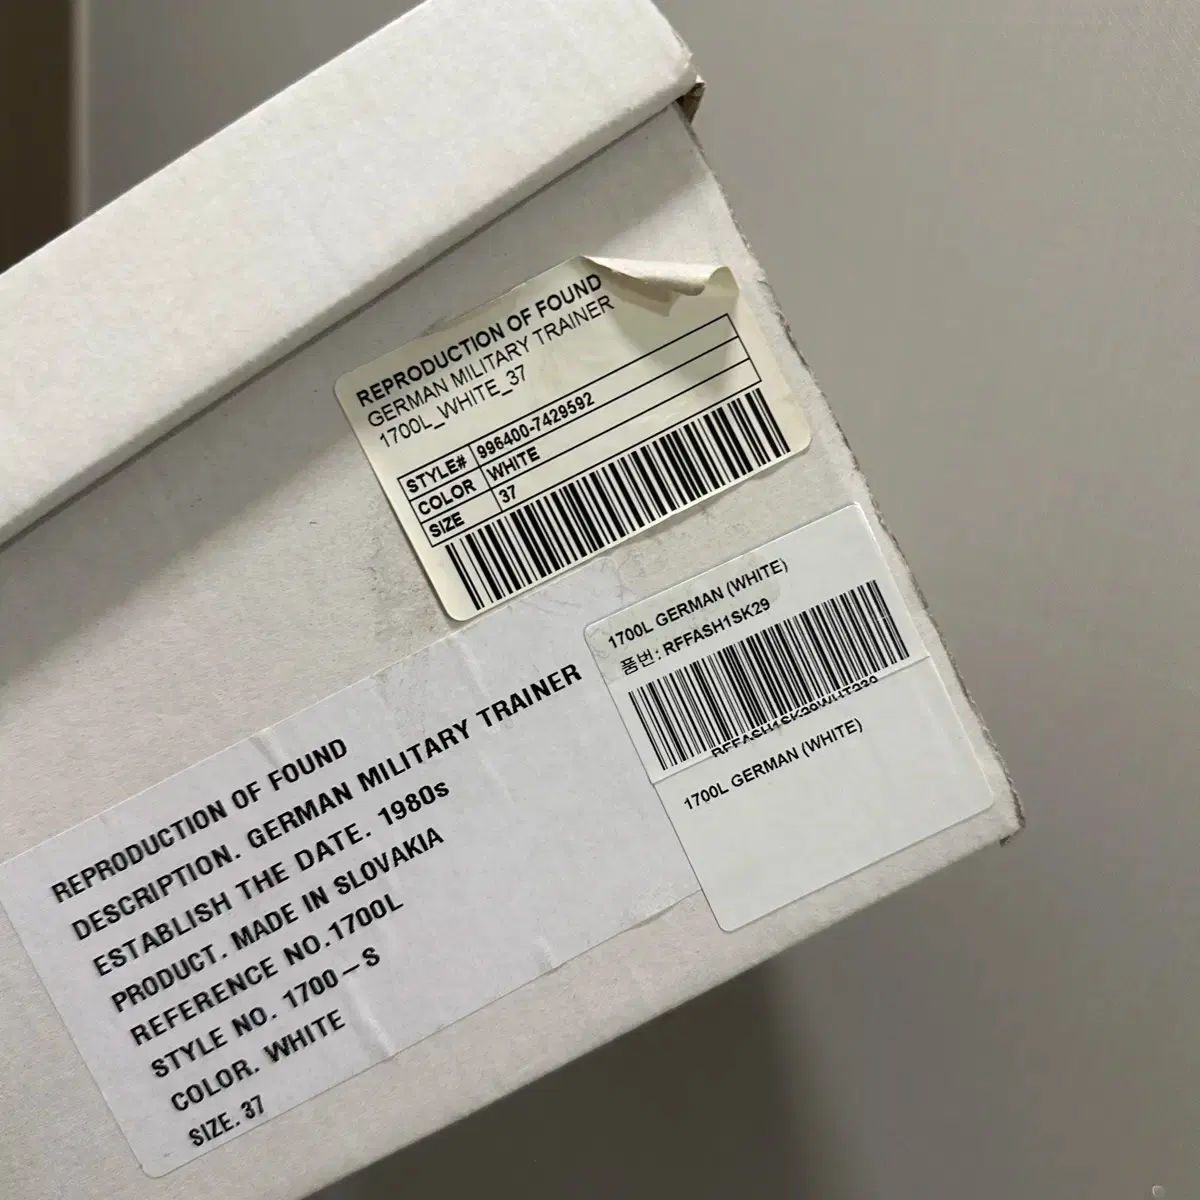 REPRODUCTION OF FOUND
GERMAN MILITARY TRAINER
1700L_WHITE_37
STYLE# 996400-7429592
COLOR WHITE
SIZE 37
1700L GERMAN (WHITE)
품번: RFFASH1SK29
RFFASH1SK29WHT230
1700L GERMAN (WHITE)
REPRODUCTION OF FOUND
DESCRIPTION. GERMAN MILITARY TRAINER
ESTABLISH THE DATE. 1980s
PRODUCT. MADE IN SLOVAKIA
REFERENCE NO.1700L
STYLE NO. 1700 – S
COLOR. WHITE
SIZE. 37